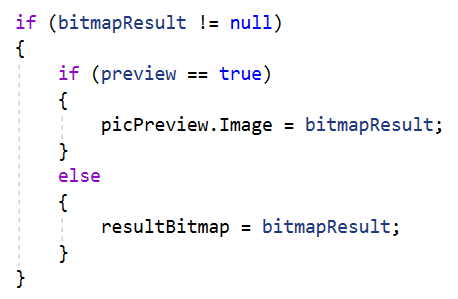 if (bitmapResult != null)
{
    if (preview == true)
    {
        picPreview.Image = bitmapResult;
    }
    else
    {
        resultBitmap = bitmapResult;
    }
}